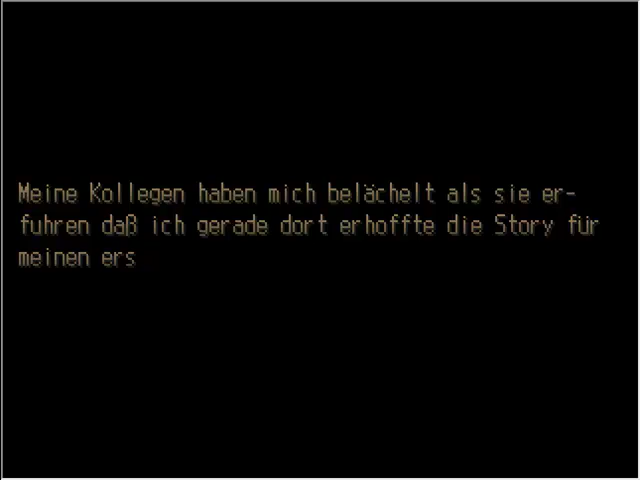 Meine Kollegen haben mich belächelt als sie er-
fuhren daß ich gerade dort erhoffte die Story für
meinen ers